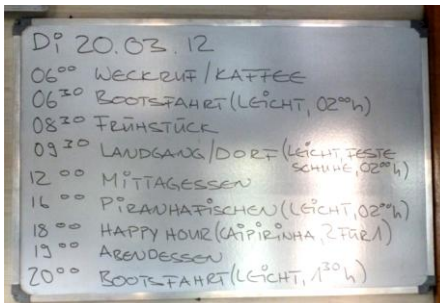 Di 20.03.12
06⁰⁰ WECKRUF/KAFFEE
06³⁰ BOOTSFAHRT (LEiCHT, 02⁰⁰h)
08³⁰ FRÜHSTÜCK
09³⁰ LANDGANG/DORF (LEiCHT, FESTE
SCHUHE, 02⁰⁰h)
12⁰⁰ MiTTAGESSEN
16⁰⁰ PiRANHAFiSCHEN (LEiCHT, 02⁰⁰h)
18⁰⁰ HAPPY HOUR (CAiPiRiNHA, 2 FÜR 1)
19⁰⁰ ABENDESSEN
20⁰⁰ BOOTSFAHRT (LEiCHT, 1³⁰h)